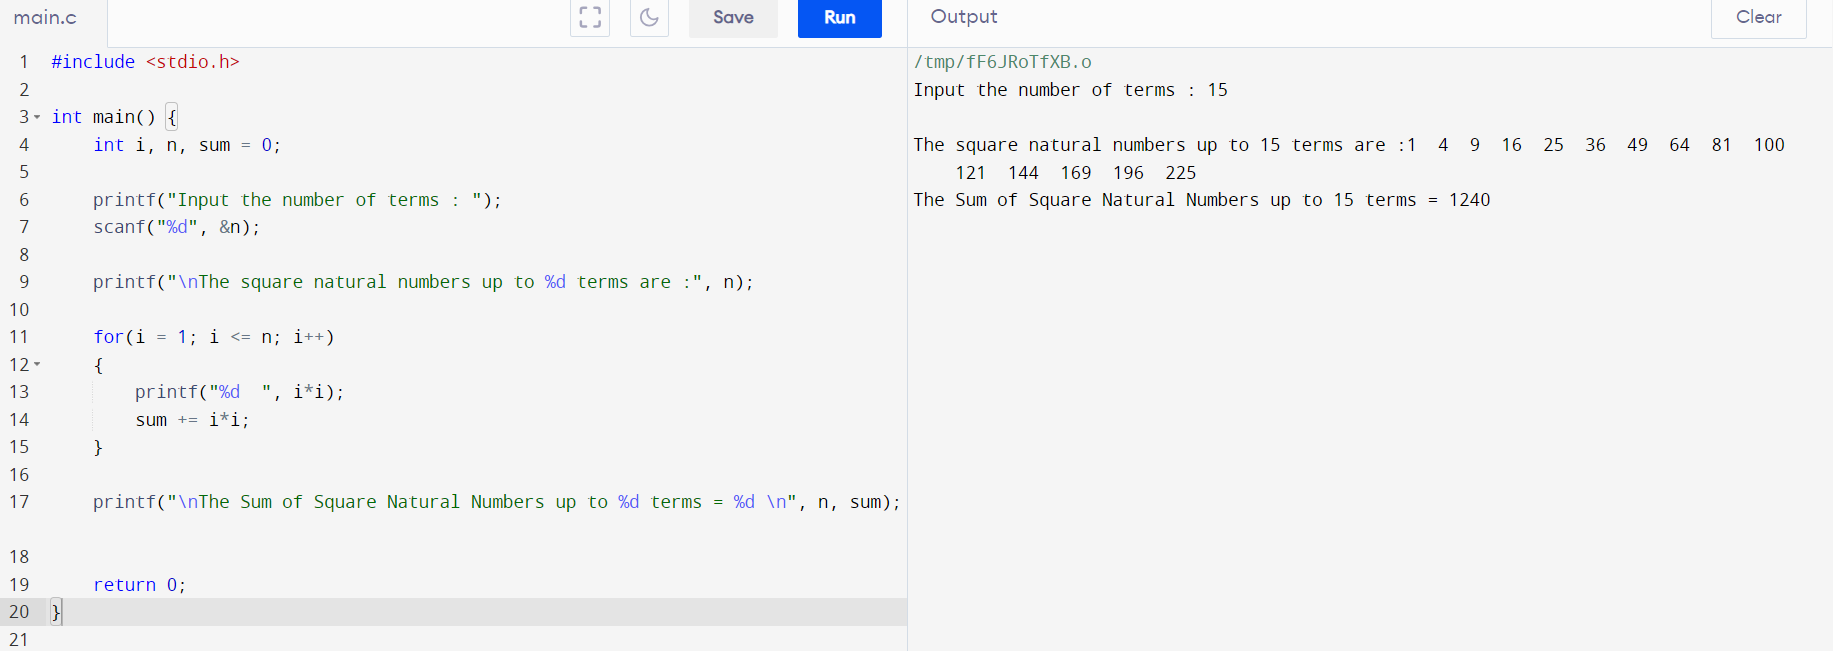 main.c
Save
Run
Output
Clear
1 #include <stdio.h>
2
3 int main() {
4     int i, n, sum = 0;
5
6     printf("Input the number of terms : ");
7     scanf("%d", &n);
8
9     printf("\nThe square natural numbers up to %d terms are :", n);
10
11     for(i = 1; i <= n; i++)
12     {
13         printf("%d  ", i*i);
14         sum += i*i;
15     }
16
17     printf("\nThe Sum of Square Natural Numbers up to %d terms = %d \n", n, sum);
18
19     return 0;
20 }
21
/tmp/fF6JRoTfXB.o
Input the number of terms : 15
The square natural numbers up to 15 terms are :1  4  9  16  25  36  49  64  81  100
121  144  169  196  225
The Sum of Square Natural Numbers up to 15 terms = 1240